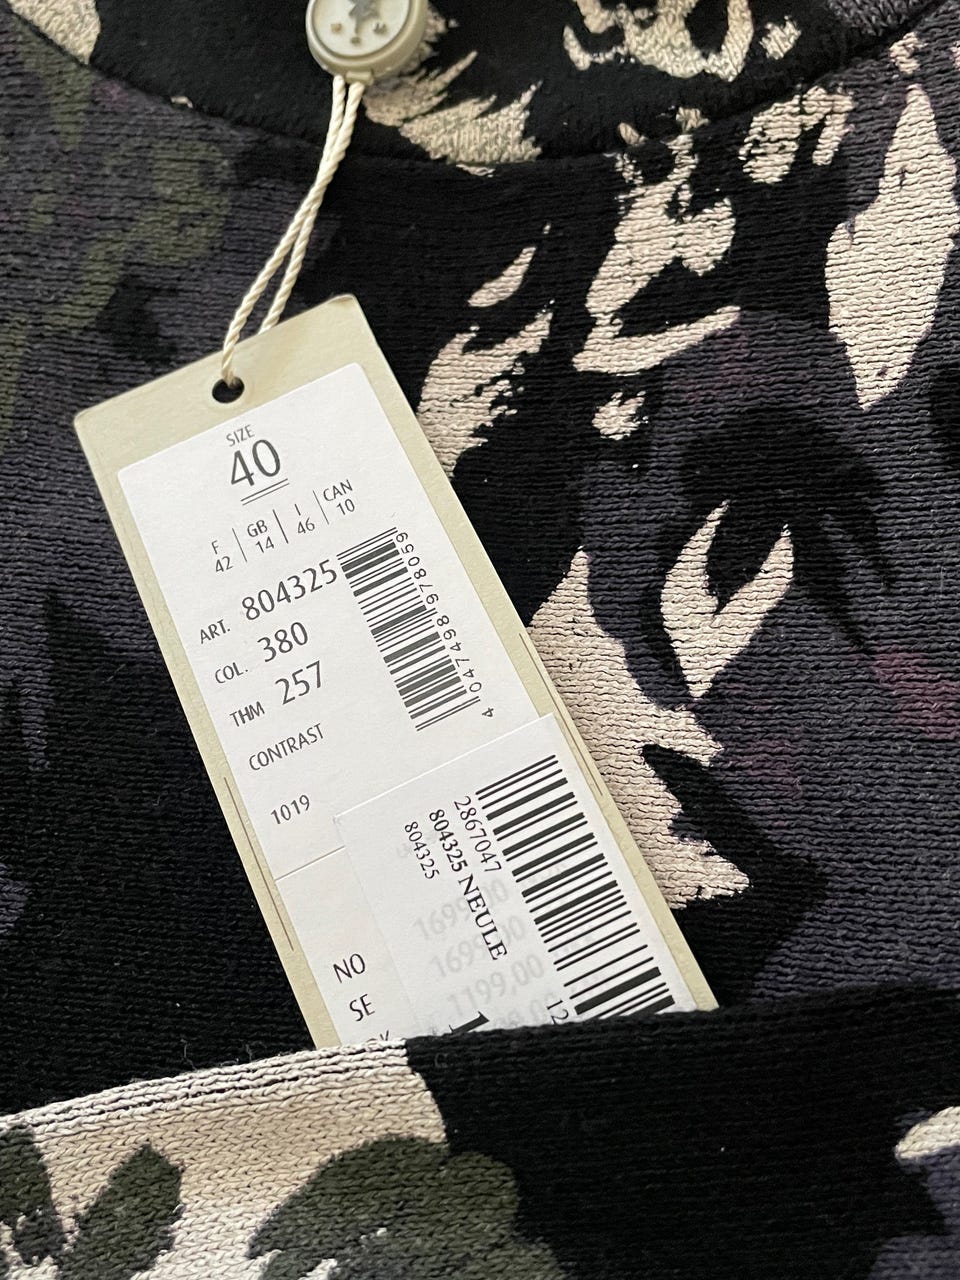 SIZE
40
F | GB | I | CAN
42 | 14 | 46 | 10
ART. 804325
COL. 380
THM 257
CONTRAST
1019
4 047498 978059
NO
SE
2867047
804325 NEULE
804325
1699,00
1699,00
1199,00
12